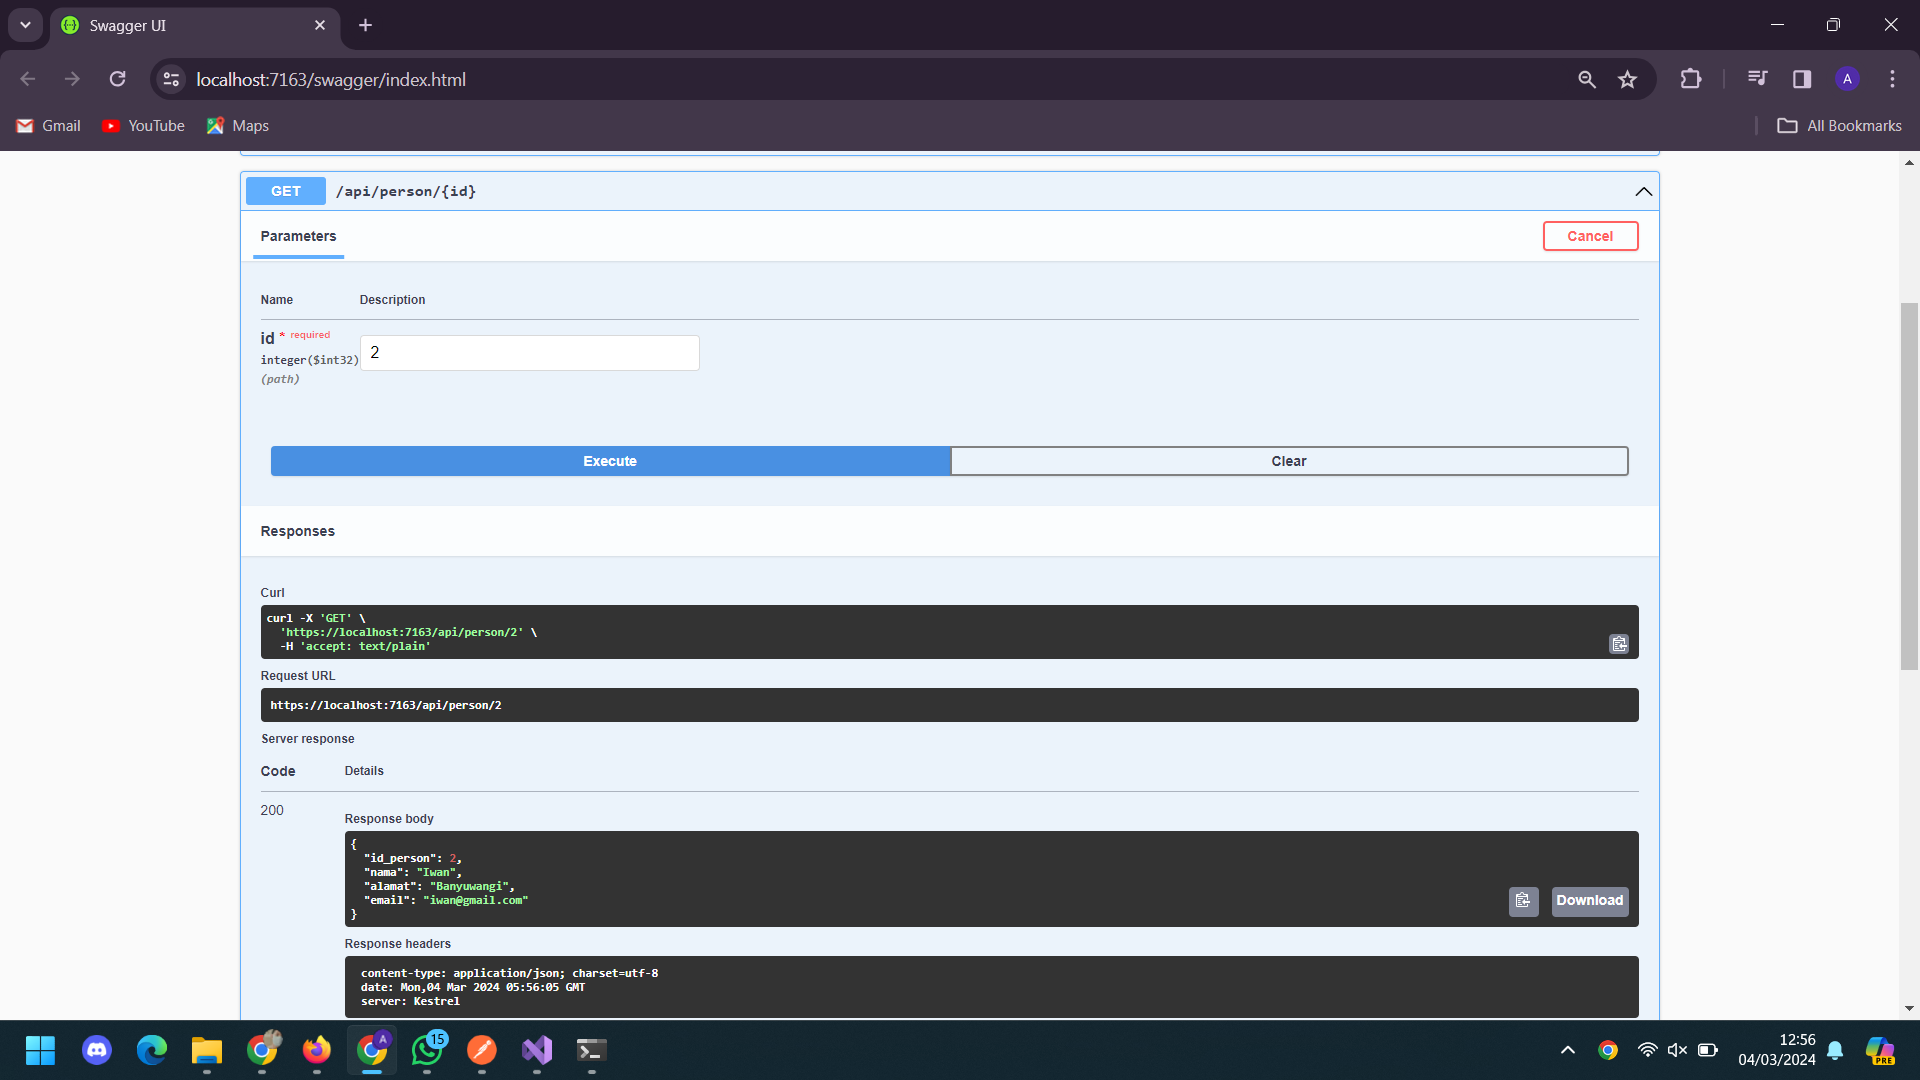 Swagger UI
localhost:7163/swagger/index.html
A
Gmail YouTube Maps All Bookmarks
GET /api/person/{id}
Parameters Cancel
Name Description
id * required
integer($int32)
(path)
2
Execute Clear
Responses
Curl
curl -X 'GET' \
'https://localhost:7163/api/person/2' \
-H 'accept: text/plain'
Request URL
https://localhost:7163/api/person/2
Server response
Code Details
200
Response body
{
"id_person": 2,
"nama": "Iwan",
"alamat": "Banyuwangi",
"email": "iwan@gmail.com"
}
Download
Response headers
content-type: application/json; charset=utf-8
date: Mon,04 Mar 2024 05:56:05 GMT
server: Kestrel
A
15
12:56
04/03/2024
PRE